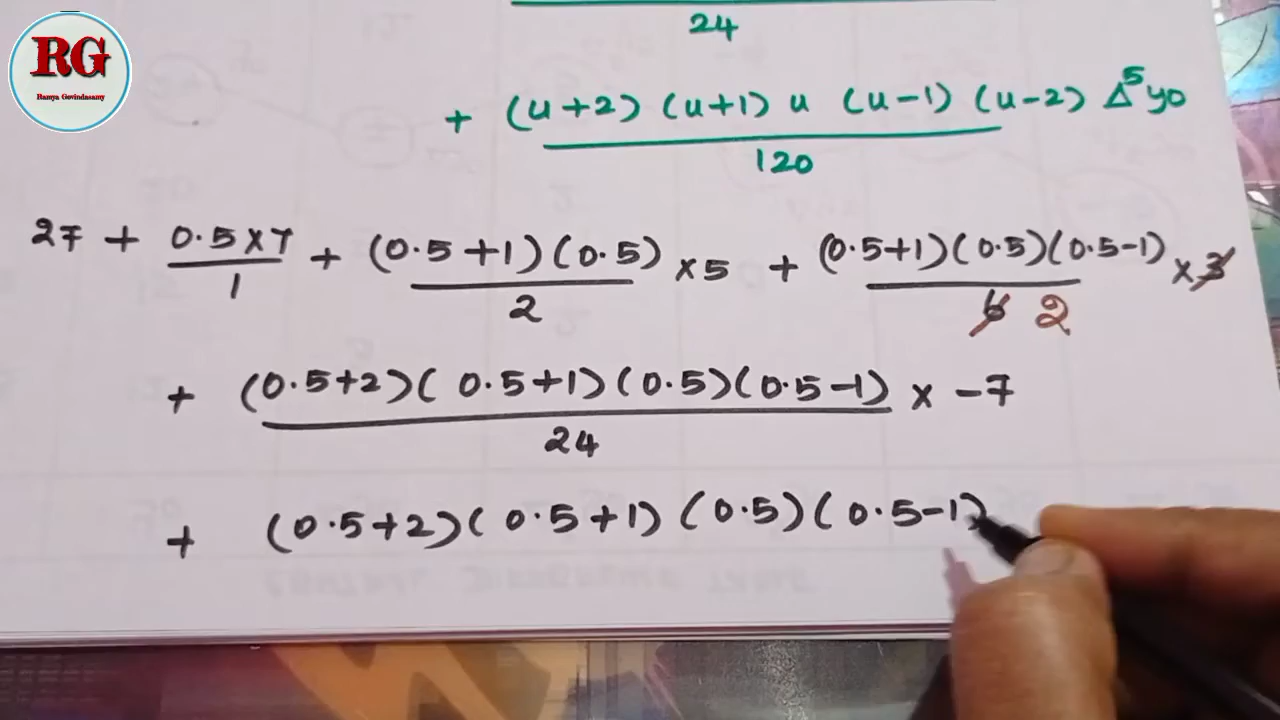 RG
Ramya Govindasamy
24
+ (u+2) (u+1) u (u-1) (u-2) Δ⁵y0
120
27 + 0.5×7 + (0.5+1)(0.5) ×5 + (0.5+1)(0.5)(0.5-1) ×3
1 2 6 2
+ (0.5+2)(0.5+1)(0.5)(0.5-1) × -7
24
+ (0.5+2)(0.5+1)(0.5)(0.5-1)